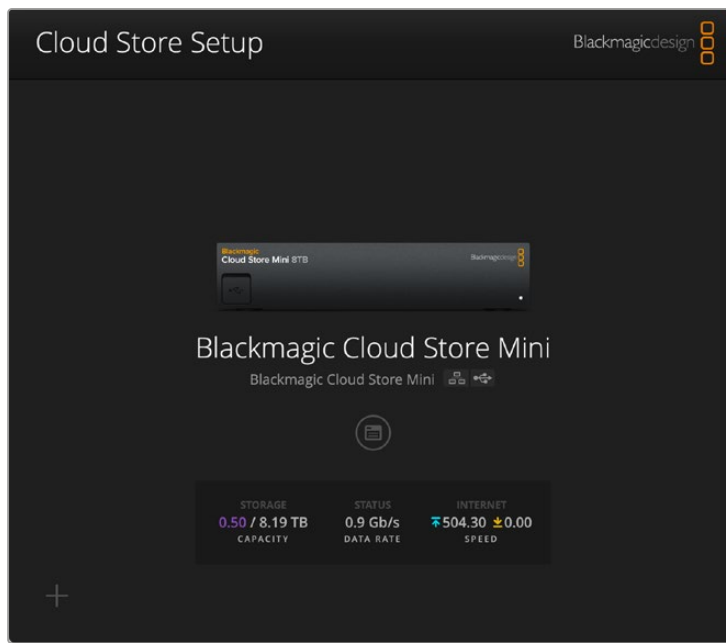 Cloud Store Setup
Blackmagicdesign
Blackmagic
Cloud Store Mini 8TB
Blackmagicdesign
Blackmagic Cloud Store Mini
Blackmagic Cloud Store Mini
STORAGE STATUS INTERNET
0.50 / 8.19 TB 0.9 Gb/s 504.30 0.00
CAPACITY DATA RATE SPEED